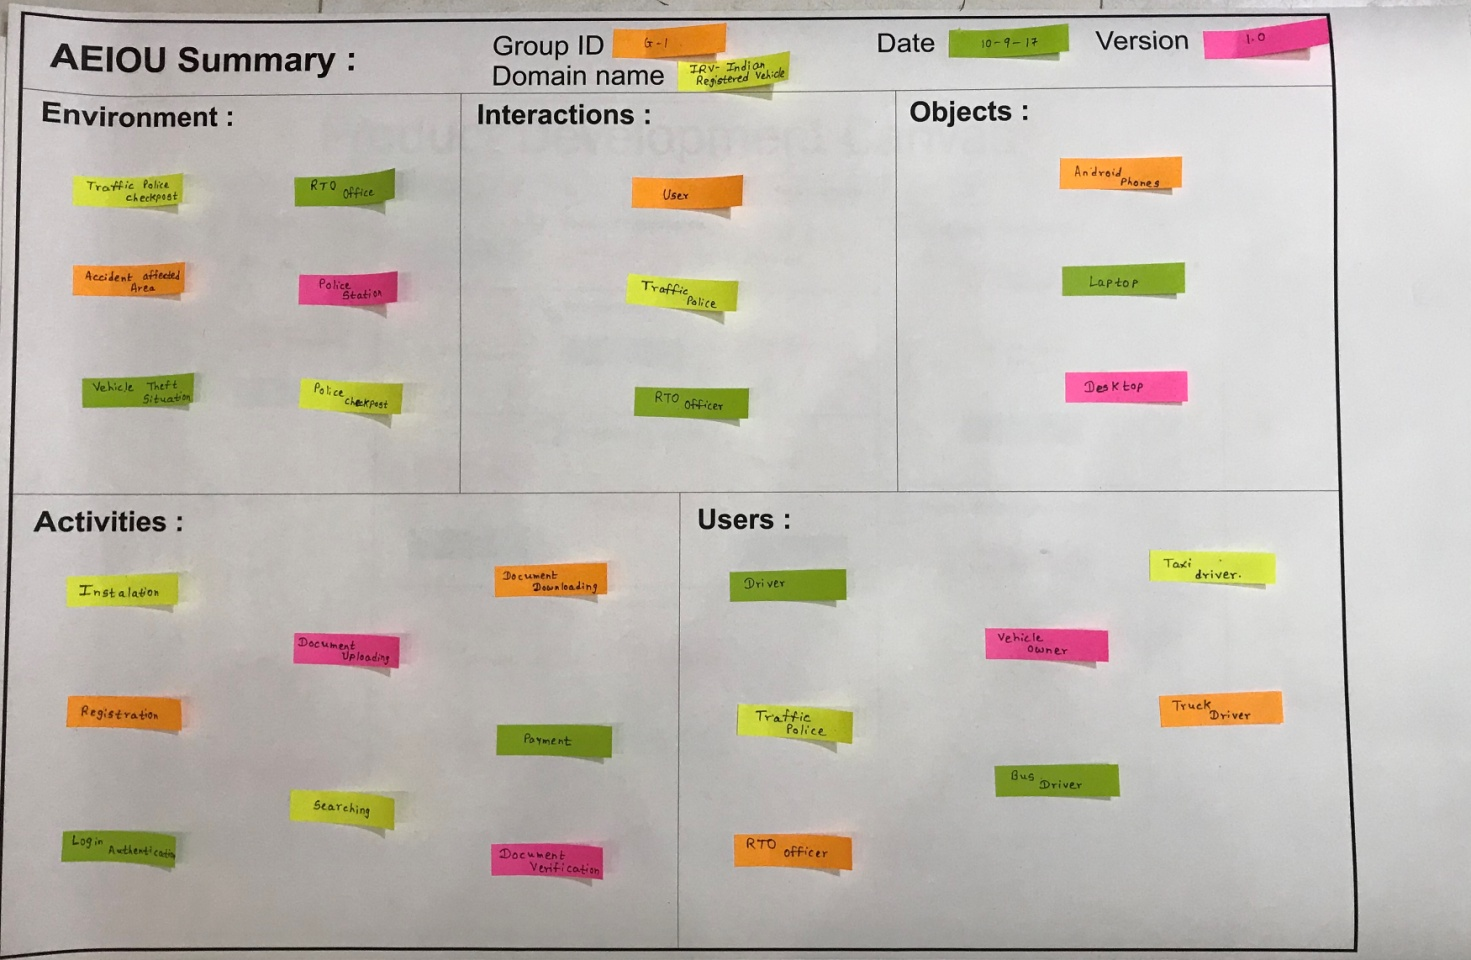 AEIOU Summary :
Group ID
G-1
Date
10-9-17
Version
1.0
Domain name
IRV- Indian
Registered Vehicle
Environment :
Traffic Police
checkpost
RTO
Office
Accident affected
Area
Police
Station
Vehicle Theft
Situation
Police
checkpost
Interactions :
User
Traffic
Police
RTO Officer
Objects :
Android
Phones
Laptop
Desktop
Activities :
Instalation
Document
Downloading
Document
Uploading
Registration
Payment
Searching
Login
Authentication
Document
Verification
Users :
Driver
Taxi
driver.
Vehicle
Owner
Traffic
Police
Truck
Driver
Bus
Driver
RTO
officer